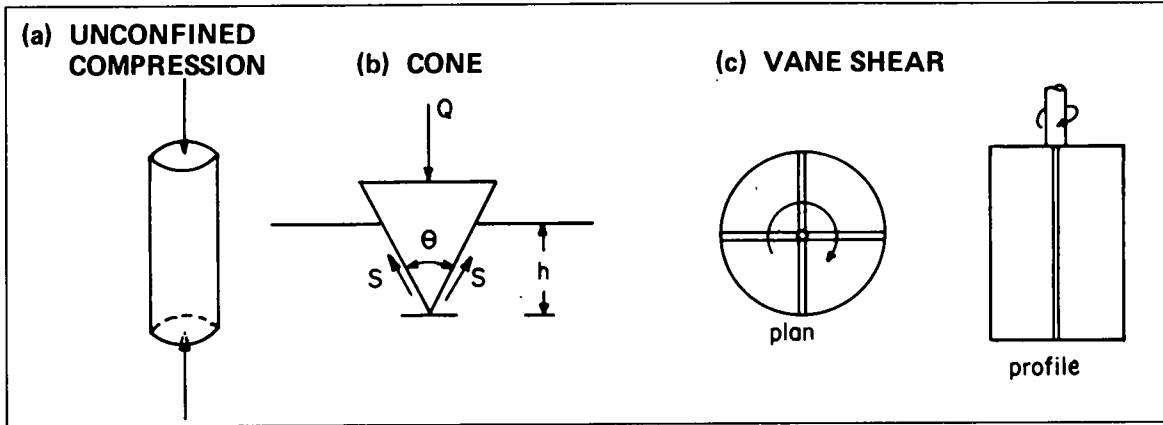 (a) UNCONFINED
COMPRESSION
(b) CONE
(c) VANE SHEAR
Q
θ
S
S
h
plan
profile